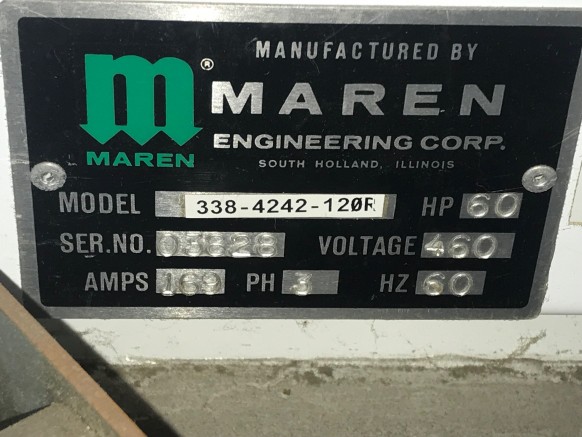 MANUFACTURED BY
m®
MAREN
MAREN
ENGINEERING CORP.
SOUTH HOLLAND, ILLINOIS
MODEL 338-4242-120R HP 60
SER.NO. 03828 VOLTAGE 460
AMPS 169 PH 3 HZ 60